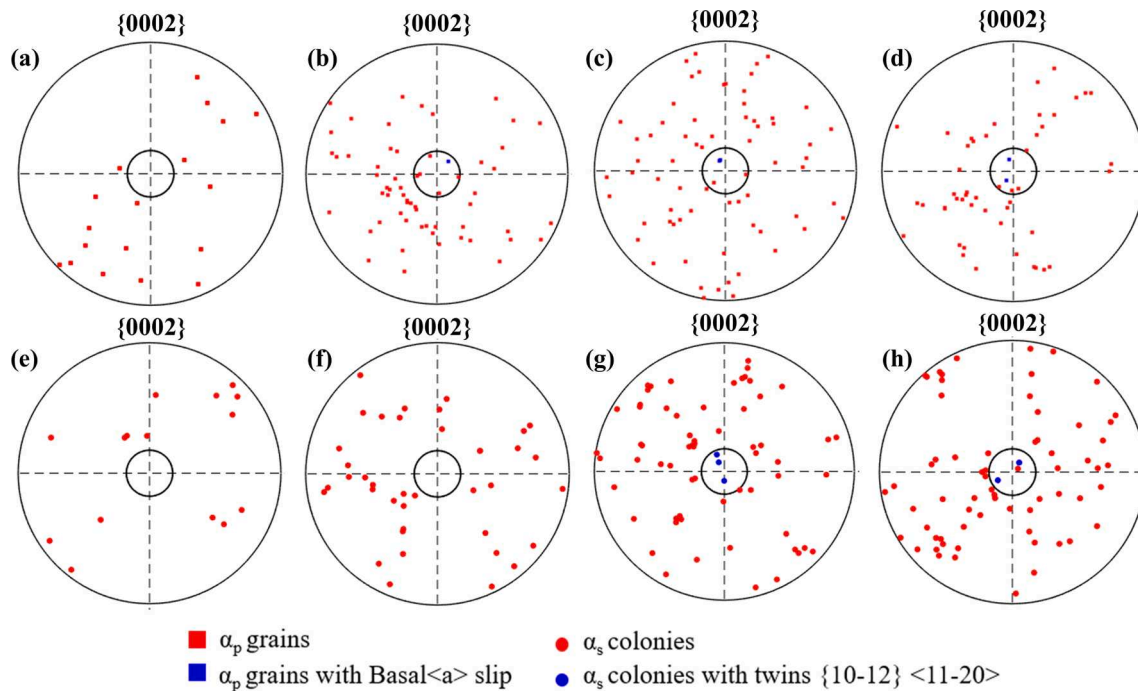 {0002} {0002} {0002} {0002}
(a) (b) (c) (d)
{0002} {0002} {0002} {0002}
(e) (f) (g) (h)
αp grains αs colonies
αp grains with Basal<a> slip αs colonies with twins {10-12} <11-20>